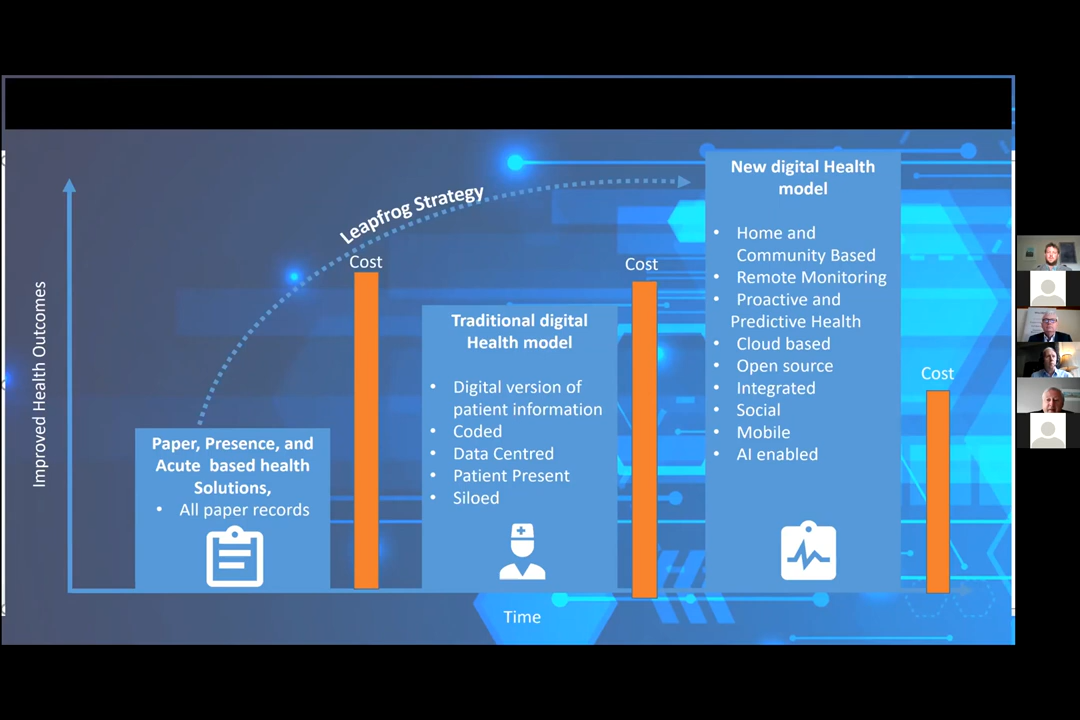 Improved Health Outcomes
Leapfrog Strategy
Paper, Presence, and
Acute based health
Solutions,
• All paper records
Cost
Traditional digital
Health model
• Digital version of
patient information
• Coded
• Data Centred
• Patient Present
• Siloed
Cost
New digital Health
model
• Home and
Community Based
• Remote Monitoring
• Proactive and
Predictive Health
• Cloud based
• Open source
• Integrated
• Social
• Mobile
• AI enabled
Cost
Time